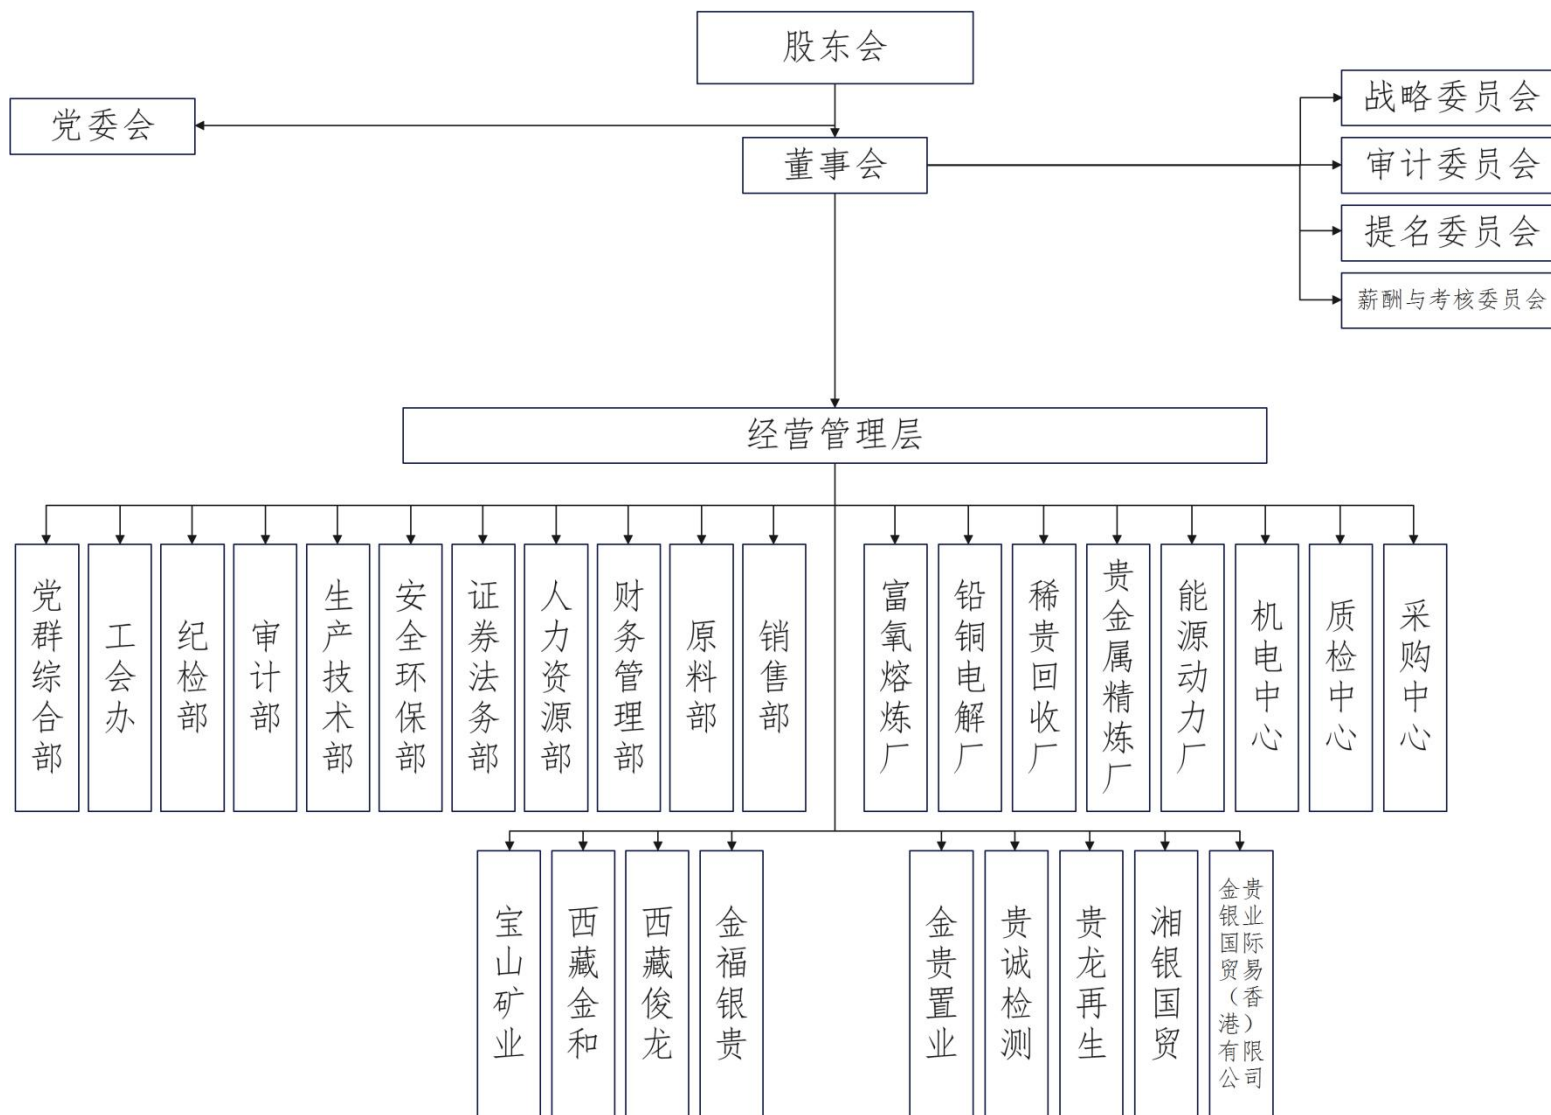 股东会
党委会
董事会
战略委员会
审计委员会
提名委员会
薪酬与考核委员会
经营管理层
党群综合部
工会办
纪检部
审计部
生产技术部
安全环保部
证券法务部
人力资源部
财务管理部
原料部
销售部
富氧熔炼厂
铅铜电解厂
稀贵回收厂
贵金属精炼厂
能源动力厂
机电中心
质检中心
采购中心
宝山矿业
西藏金和
西藏俊龙
金福银贵
金贵置业
贵诚检测
贵龙再生
湘银国贸
金贵
银业
国际
贸易
（香
港）
有限
公司